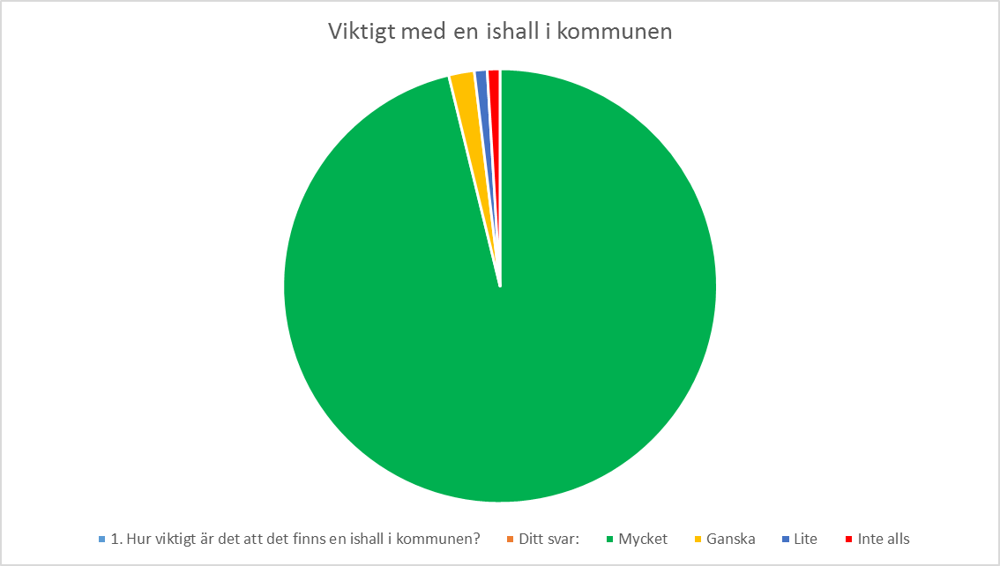 Viktigt med en ishall i kommunen
1. Hur viktigt är det att det finns en ishall i kommunen? Ditt svar: Mycket Ganska Lite Inte alls